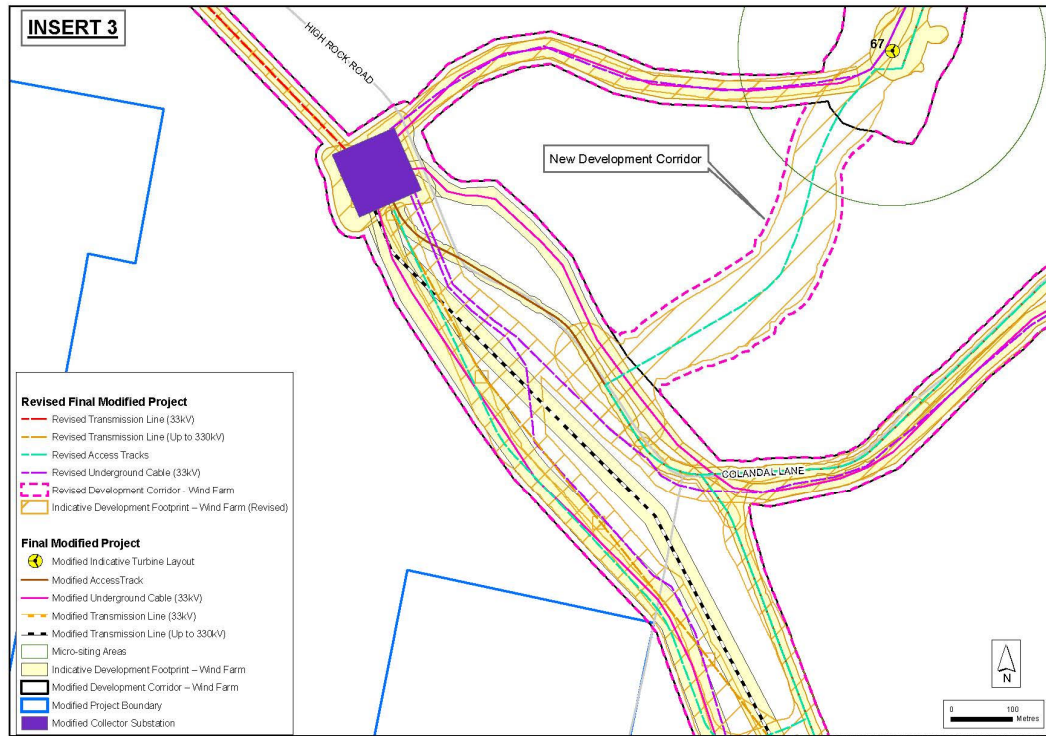 INSERT 3
HIGH ROCK ROAD
67
New Development Corridor
COLANDAL LANE
Revised Final Modified Project
Revised Transmission Line (33kV)
Revised Transmission Line (Up to 330kV)
Revised Access Tracks
Revised Underground Cable (33kV)
Revised Development Corridor - Wind Farm
Indicative Development Footprint – Wind Farm (Revised)
Final Modified Project
Modified Indicative Turbine Layout
Modified AccessTrack
Modified Underground Cable (33kV)
Modified Transmission Line (33kV)
Modified Transmission Line (Up to 330kV)
Micro-siting Areas
Indicative Development Footprint – Wind Farm
Modified Development Corridor – Wind Farm
Modified Project Boundary
Modified Collector Substation
N
0 100
Metres